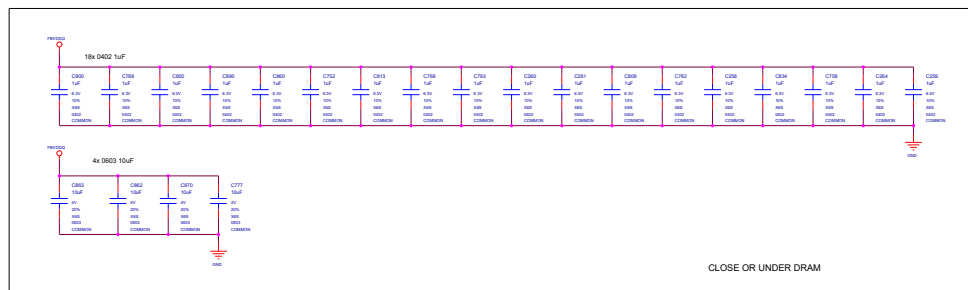 FBVDDQ
18x 0402 1uF
C900 C768 C850 C890 C860 C752 C813 C769 C793 C260 C261 C809 C762 C258 C834 C758 C264 C259
1uF 1uF 1uF 1uF 1uF 1uF 1uF 1uF 1uF 1uF 1uF 1uF 1uF 1uF 1uF 1uF 1uF 1uF
6.3V 6.3V 6.3V 6.3V 6.3V 6.3V 6.3V 6.3V 6.3V 6.3V 6.3V 6.3V 6.3V 6.3V 6.3V 6.3V 6.3V 6.3V
10% 10% 10% 10% 10% 10% 10% 10% 10% 10% 10% 10% 10% 10% 10% 10% 10% 10%
X6S X6S X6S X6S X6S X6S X6S X6S X6S X6S X6S X6S X6S X6S X6S X6S X6S X6S
0402 0402 0402 0402 0402 0402 0402 0402 0402 0402 0402 0402 0402 0402 0402 0402 0402 0402
COMMON COMMON COMMON COMMON COMMON COMMON COMMON COMMON COMMON COMMON COMMON COMMON COMMON COMMON COMMON COMMON COMMON COMMON
GND
FBVDDQ
4x 0603 10uF
C863 C862 C870 C777
10uF 10uF 10uF 10uF
4V 4V 4V 4V
20% 20% 20% 20%
X6S X6S X6S X6S
0603 0603 0603 0603
COMMON COMMON COMMON COMMON
GND
CLOSE OR UNDER DRAM